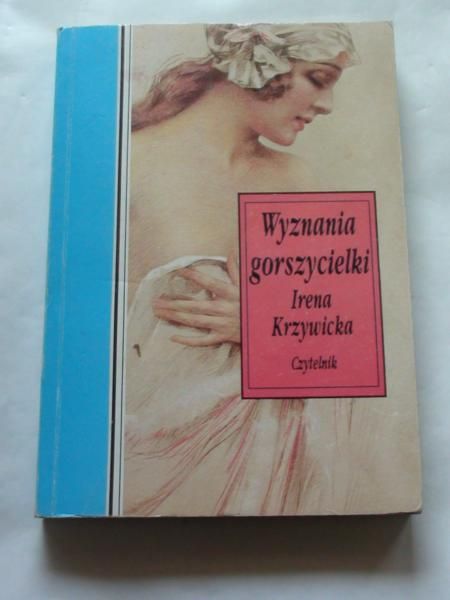 Wyznania
gorszycielki
Irena
Krzywicka
Czytelnik